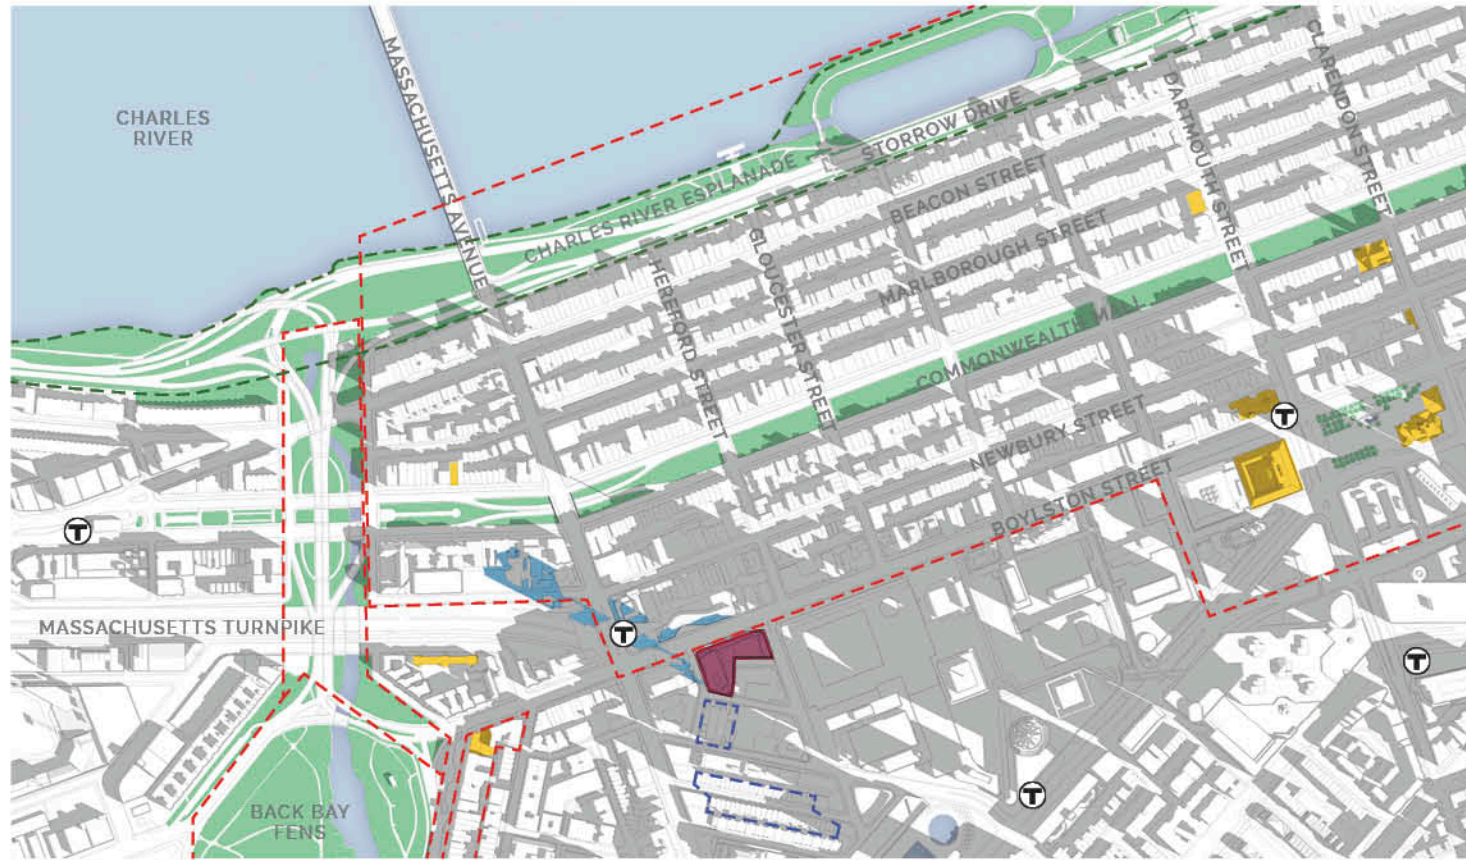 CHARLES
RIVER
MASSACHUSETTS AVENUE
CHARLES RIVER ESPLANADE
STORROW DRIVE
BEACON STREET
MARLBOROUGH STREET
COMMONWEALTH MALL
NEWBURY STREET
BOYLSTON STREET
HEREFORD STREET
GLOUCESTER STREET
DARTMOUTH STREET
CLARENDON STREET
T
T
T
T
T
MASSACHUSETTS TURNPIKE
BACK BAY
FENS